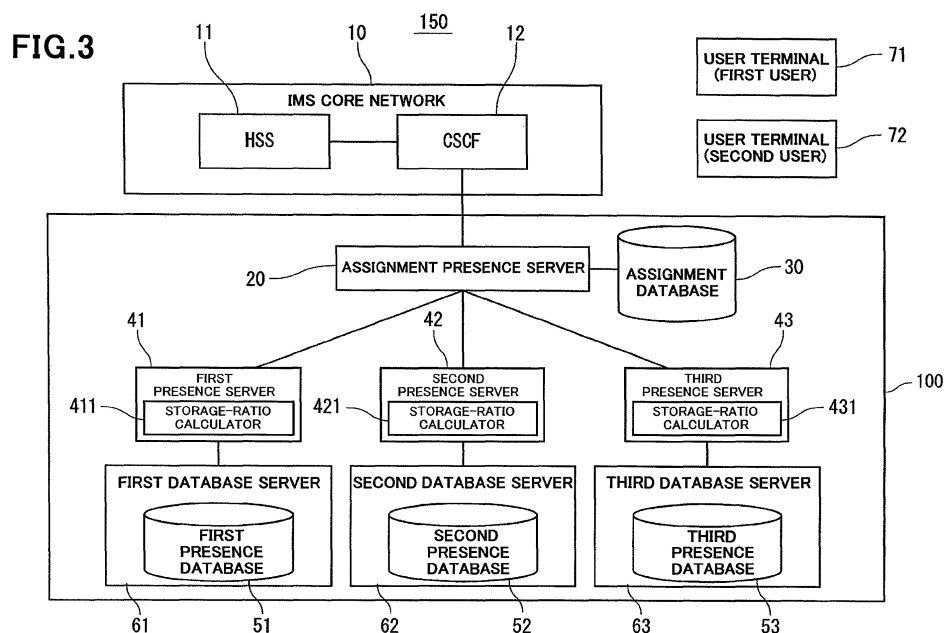 FIG.3
150
11
10
12
IMS CORE NETWORK
HSS
CSCF
USER TERMINAL
(FIRST USER)
71
USER TERMINAL
(SECOND USER)
72
20
ASSIGNMENT PRESENCE SERVER
ASSIGNMENT
DATABASE
30
41
42
43
100
FIRST
PRESENCE SERVER
411
STORAGE-RATIO
CALCULATOR
SECOND
PRESENCE SERVER
421
STORAGE-RATIO
CALCULATOR
THIRD
PRESENCE SERVER
STORAGE-RATIO
CALCULATOR
431
FIRST DATABASE SERVER
FIRST
PRESENCE
DATABASE
SECOND DATABASE SERVER
SECOND
PRESENCE
DATABASE
THIRD DATABASE SERVER
THIRD
PRESENCE
DATABASE
61
51
62
52
63
53